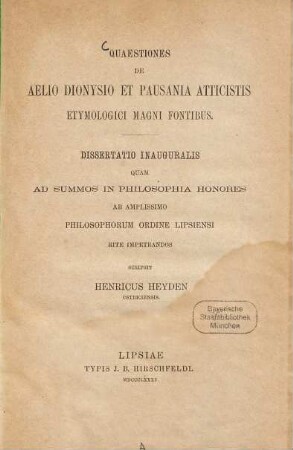 QUAESTIONES
DE
AELIO DIONYSIO ET PAUSANIA ATTICISTIS
ETYMOLOGICI MAGNI FONTIBUS.
DISSERTATIO INAUGURALIS
QUAM
AD SUMMOS IN PHILOSOPHIA HONORES
AB AMPLISSIMO
PHILOSOPHORUM ORDINE LIPSIENSI
RITE IMPETRANDOS
SCRIPSIT
HENRICUS HEYDEN
Bayerische
Staatsbibliothek
München
LIPSIAE
TYPIS J. B. HIRSCHFELDI.
MDCCCLXXXI